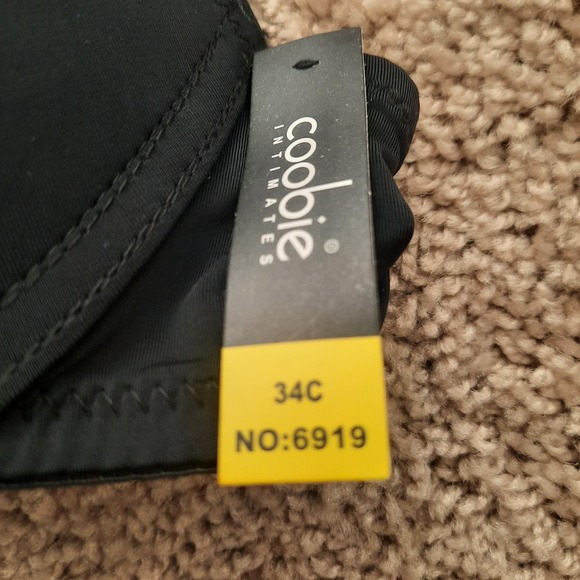 coobie®
INTIMATES
34C
NO:6919